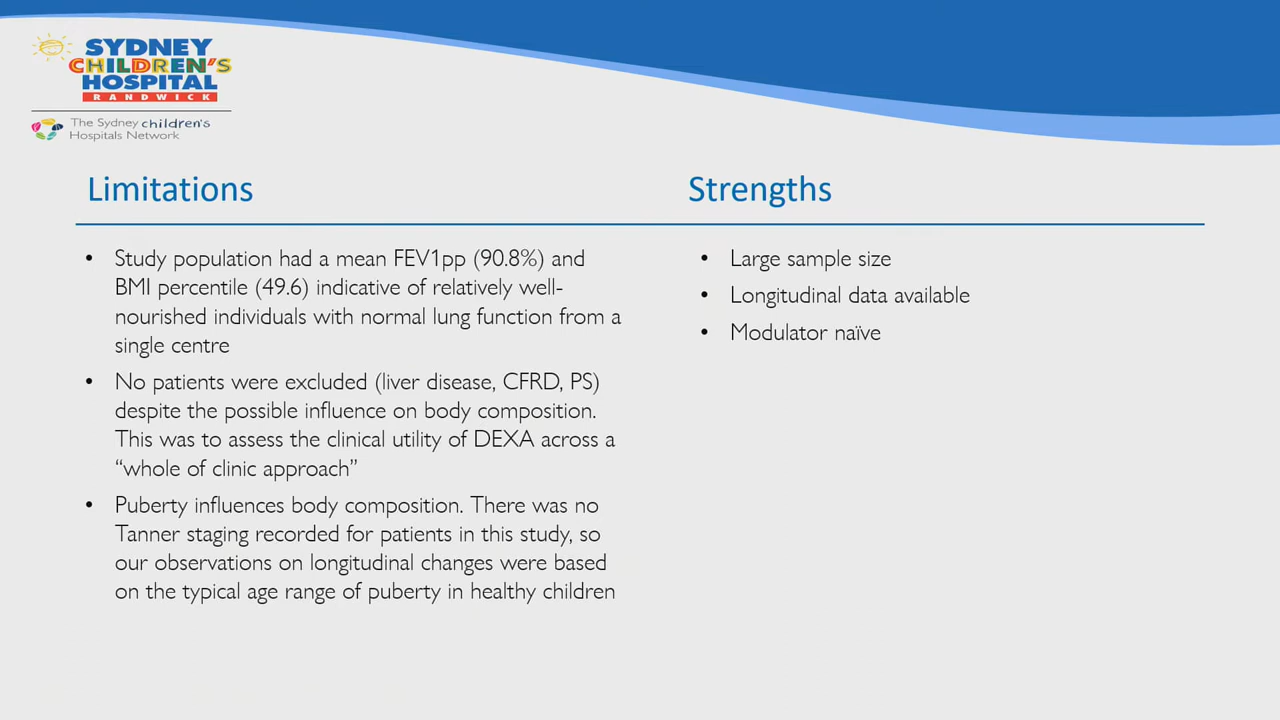 SYDNEY
CHILDREN'S
HOSPITAL
RANDWICK
The Sydney children's
Hospitals Network
Limitations
• Study population had a mean FEV1pp (90.8%) and
BMI percentile (49.6) indicative of relatively well-
nourished individuals with normal lung function from a
single centre
• No patients were excluded (liver disease, CFRD, PS)
despite the possible influence on body composition.
This was to assess the clinical utility of DEXA across a
“whole of clinic approach”
• Puberty influences body composition. There was no
Tanner staging recorded for patients in this study, so
our observations on longitudinal changes were based
on the typical age range of puberty in healthy children
Strengths
• Large sample size
• Longitudinal data available
• Modulator naïve